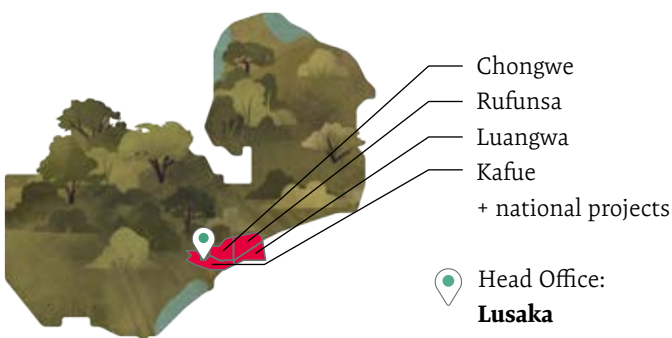 Chongwe
Rufunsa
Luangwa
Kafue
+ national projects
Head Office:
Lusaka